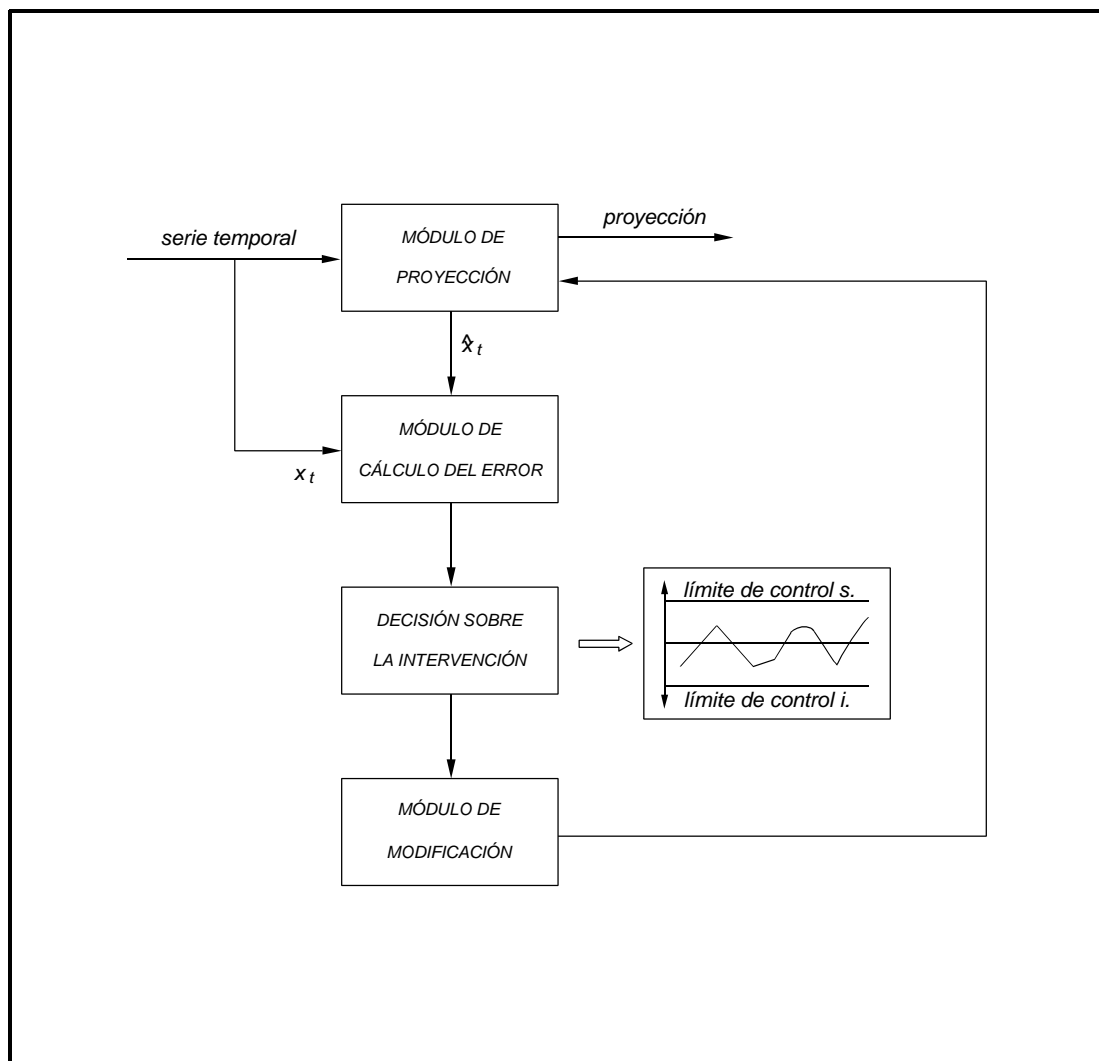 serie temporal
MÓDULO DE
PROYECCIÓN
proyección
x̂ t
MÓDULO DE
CÁLCULO DEL ERROR
x t
DECISIÓN SOBRE
LA INTERVENCIÓN
límite de control s.
límite de control i.
MÓDULO DE
MODIFICACIÓN